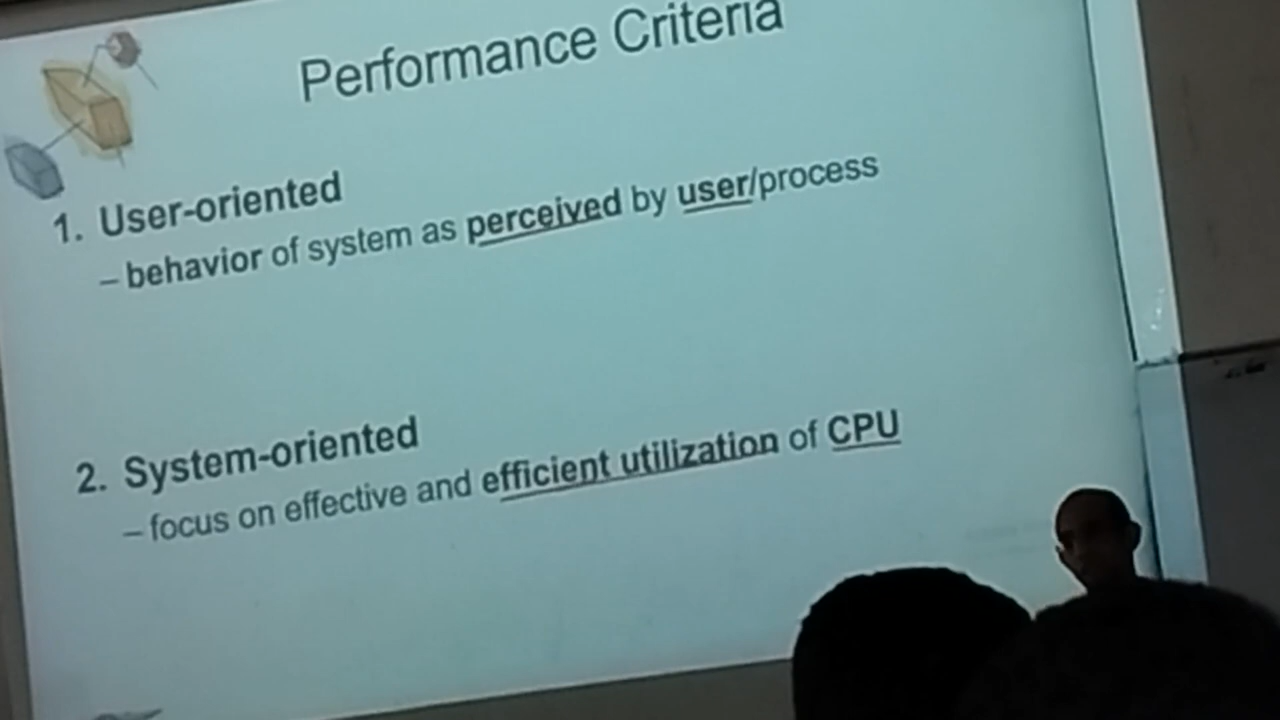 Performance Criteria
1. User-oriented
– behavior of system as perceived by user/process
2. System-oriented
– focus on effective and efficient utilization of CPU